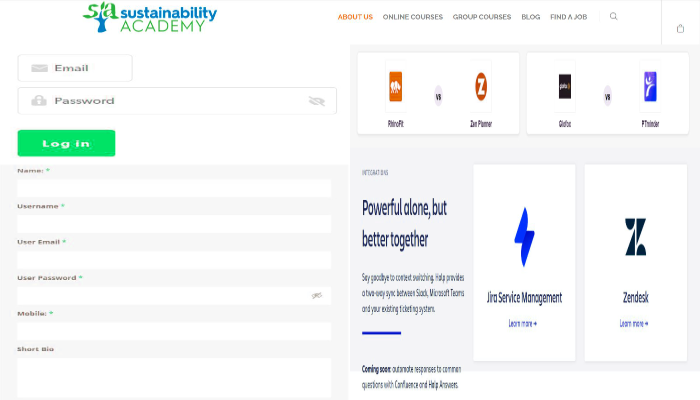 sa sustainability
ACADEMY
ABOUT US
ONLINE COURSES
GROUP COURSES
BLOG
FIND A JOB
Email
Password
Log in
Name: *
Username *
User Email *
User Password *
Mobile: *
Short Bio
VS
RhinoFit
Zen Planner
VS
Glofox
PTminder
INTEGRATIONS
Powerful alone, but
better together
Say goodbye to context switching. Halp provides
a two-way sync between Slack, Microsoft Teams
and your existing ticketing system.
Coming soon: automate responses to common
questions with Confluence and Halp Answers.
Jira Service Management
Learn more →
Zendesk
Learn more →